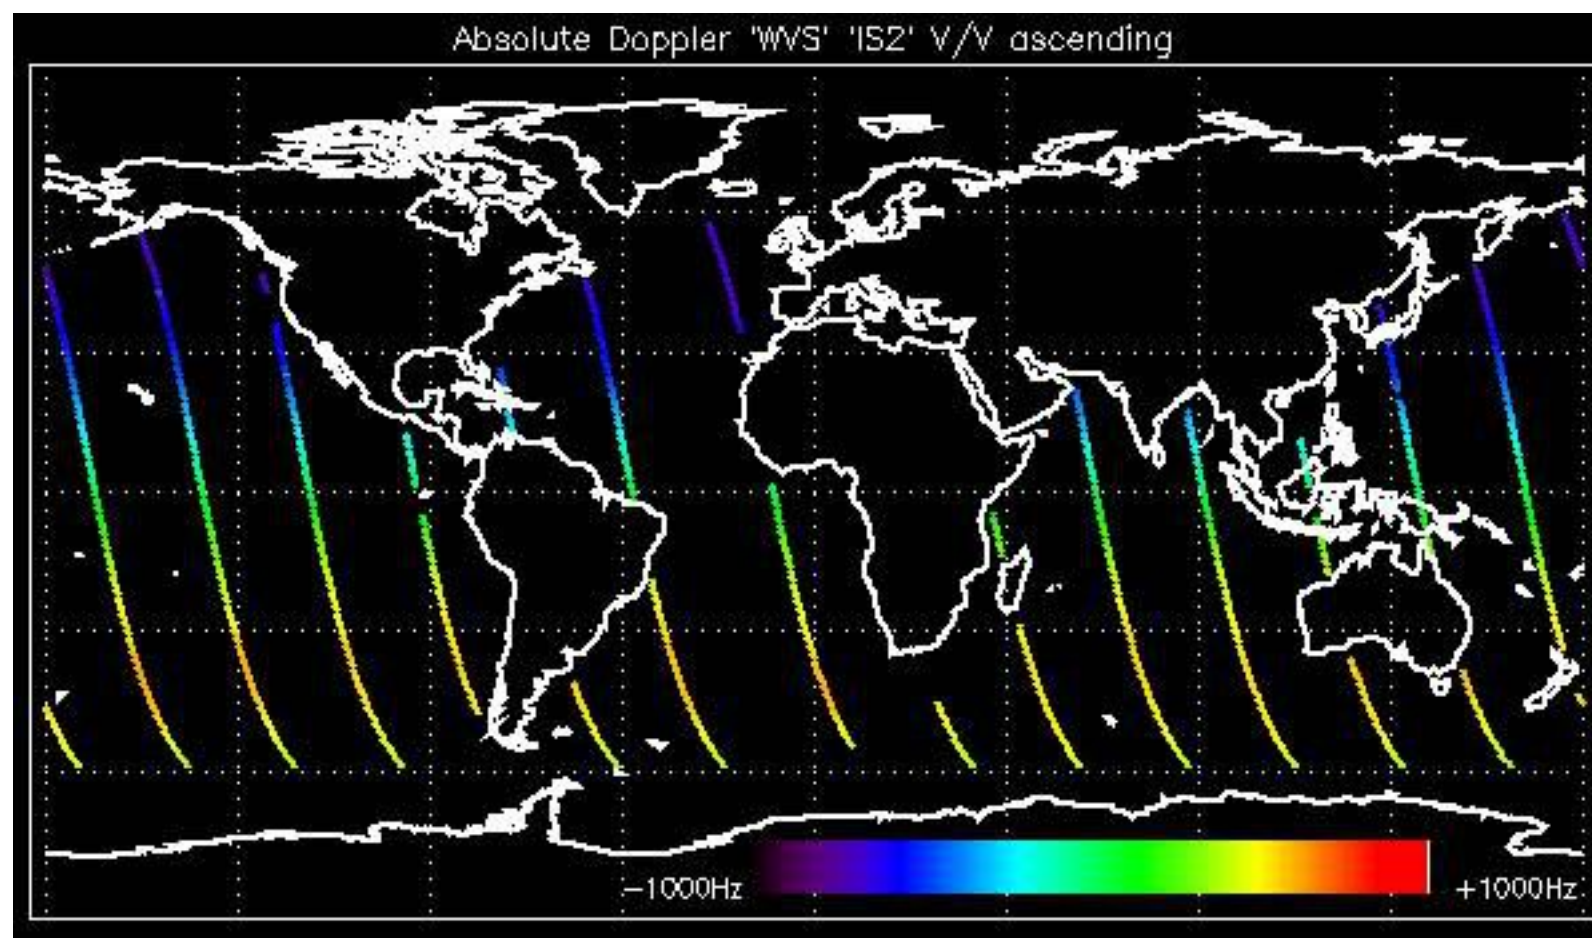 Absolute Doppler 'WVS' 'IS2' V/V ascending
-1000Hz +1000Hz